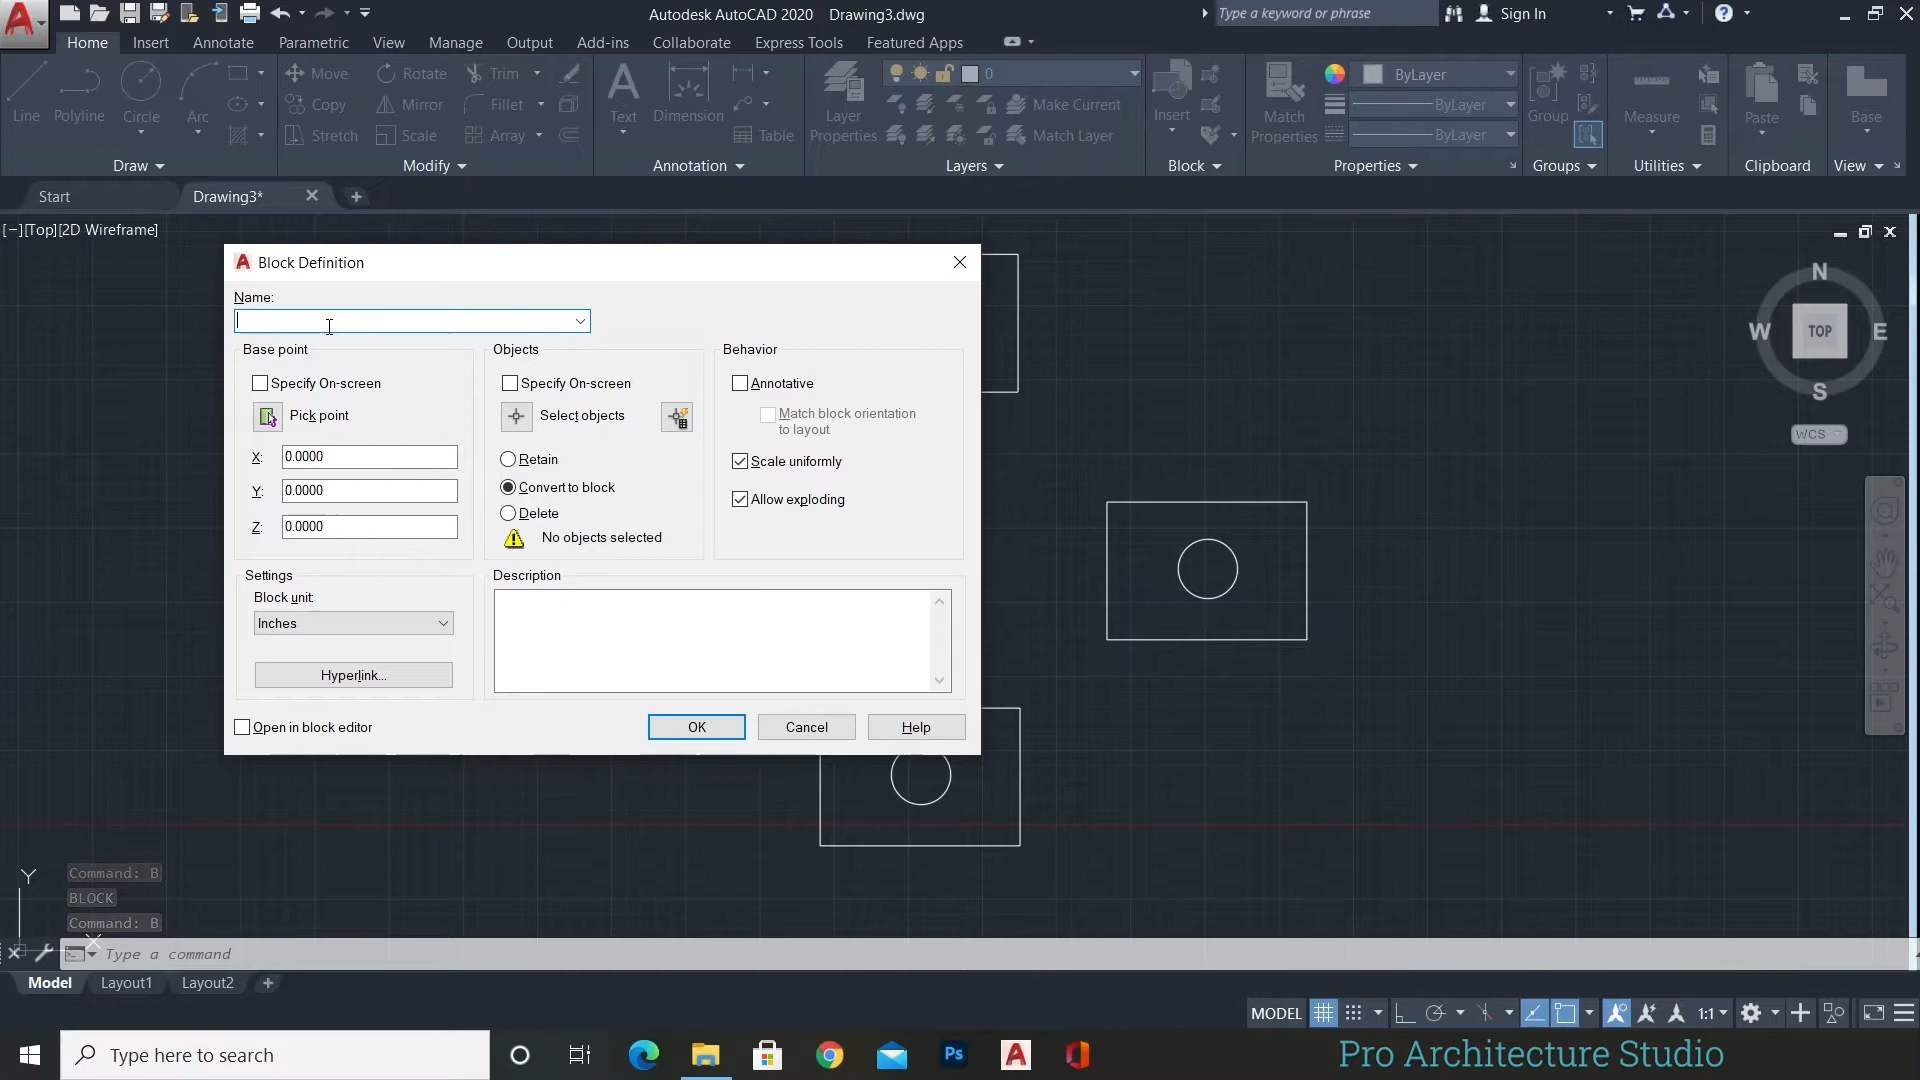 Autodesk AutoCAD 2020 Drawing3.dwg
Type a keyword or phrase
Sign In
Home Insert Annotate Parametric View Manage Output Add-ins Collaborate Express Tools Featured Apps
Move Rotate Trim
0
ByLayer
Line Polyline Circle Arc
Copy Mirror Fillet
Text Dimension
Layer Properties
Make Current
Insert
Match Properties
ByLayer
Group
Measure
Paste
Base
Stretch Scale Array
Table
Match Layer
ByLayer
Draw Modify Annotation Layers Block Properties Groups Utilities Clipboard View
Start Drawing3*
[−][Top][2D Wireframe]
Block Definition
Name:
Base point
Specify On-screen
Pick point
X: 0.0000
Y: 0.0000
Z: 0.0000
Objects
Specify On-screen
Select objects
Retain
Convert to block
Delete
No objects selected
Behavior
Annotative
Match block orientation
to layout
Scale uniformly
Allow exploding
Settings
Block unit:
Inches
Hyperlink...
Description
Open in block editor
OK Cancel Help
N
W TOP E
S
WCS
Y
X
Command: B
BLOCK
Command: B
Type a command
Model Layout1 Layout2
MODEL 1:1
Type here to search
Ps
Pro Architecture Studio